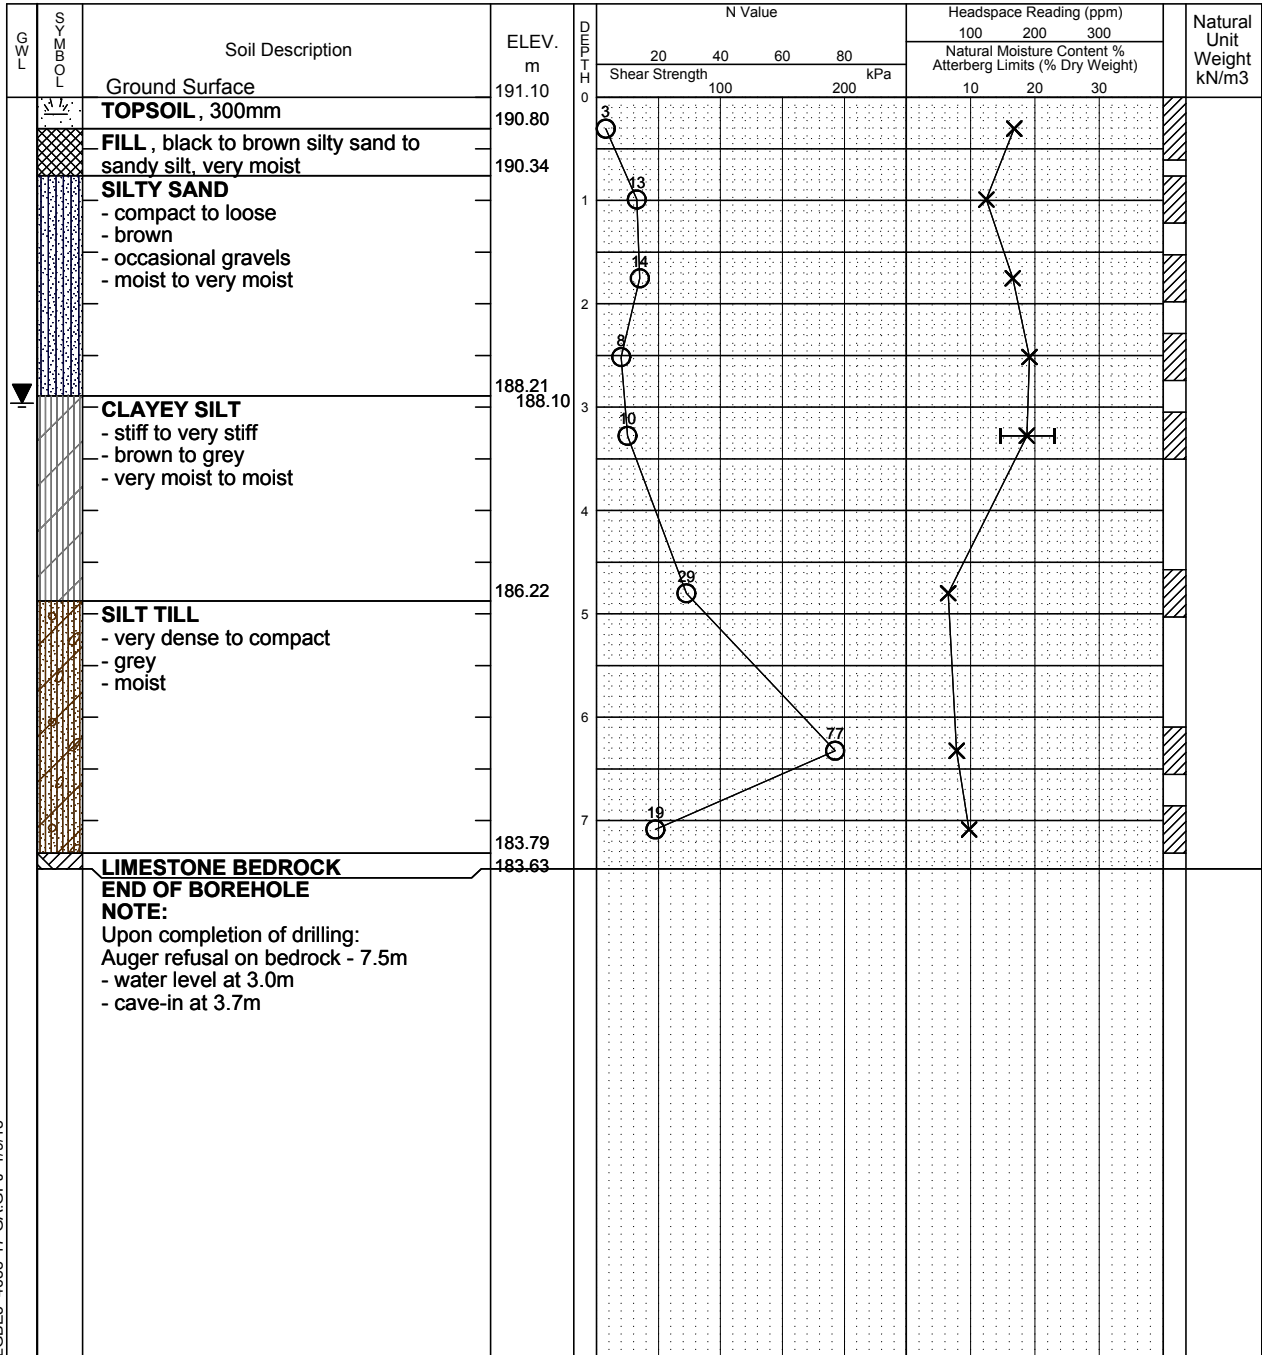 GWL
SYMBOL
Soil Description
Ground Surface
ELEV.
m
191.10
DEPTH
N Value
20 40 60 80
Shear Strength kPa
100 200
Headspace Reading (ppm)
100 200 300
Natural Moisture Content %
Atterberg Limits (% Dry Weight)
10 20 30
Natural
Unit
Weight
kN/m3
0
TOPSOIL, 300mm
190.80
3
FILL, black to brown silty sand to
sandy silt, very moist
190.34
SILTY SAND
- compact to loose
- brown
- occasional gravels
- moist to very moist
13
1
14
2
8
188.21
188.10
3
CLAYEY SILT
- stiff to very stiff
- brown to grey
- very moist to moist
10
4
29
186.22
SILT TILL
- very dense to compact
- grey
- moist
5
6
77
19
7
183.79
LIMESTONE BEDROCK
183.63
END OF BOREHOLE
NOTE:
Upon completion of drilling:
Auger refusal on bedrock - 7.5m
- water level at 3.0m
- cave-in at 3.7m